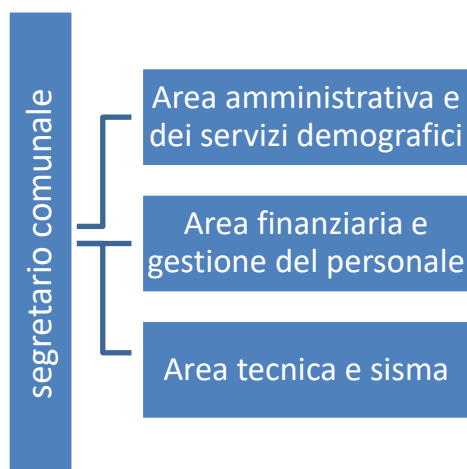 segretario comunale
Area amministrativa e
dei servizi demografici
Area finanziaria e
gestione del personale
Area tecnica e sisma